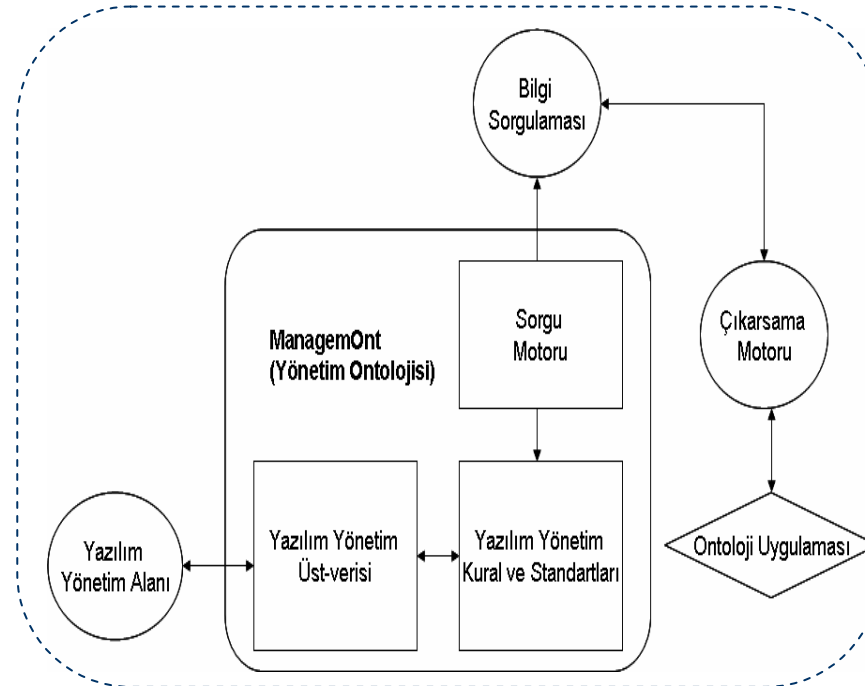 Bilgi
Sorgulaması
ManagemOnt
(Yönetim Ontolojisi)
Sorgu
Motoru
Çıkarsama
Motoru
Yazılım
Yönetim Alanı
Yazılım Yönetim
Üst-verisi
Yazılım Yönetim
Kural ve Standartları
Ontoloji Uygulaması